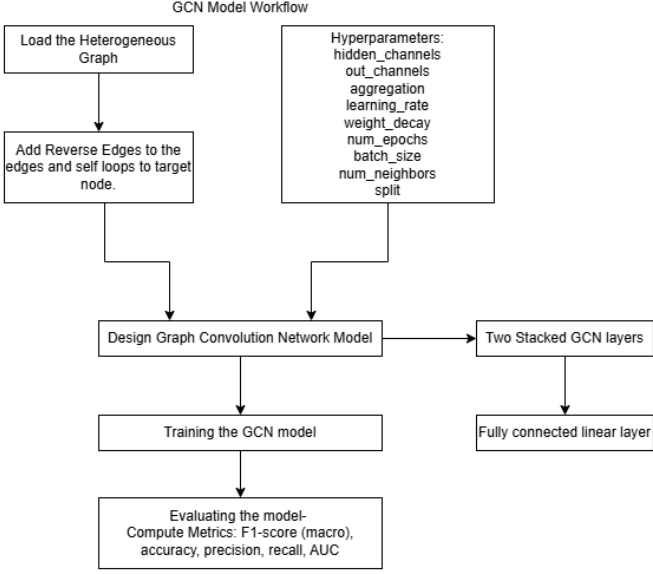 GCN Model Workflow
Load the Heterogeneous
Graph
Hyperparameters:
hidden_channels
out_channels
aggregation
learning_rate
weight_decay
num_epochs
batch_size
num_neighbors
split
Add Reverse Edges to the
edges and self loops to target
node.
Design Graph Convolution Network Model
Two Stacked GCN layers
Training the GCN model
Fully connected linear layer
Evaluating the model-
Compute Metrics: F1-score (macro),
accuracy, precision, recall, AUC